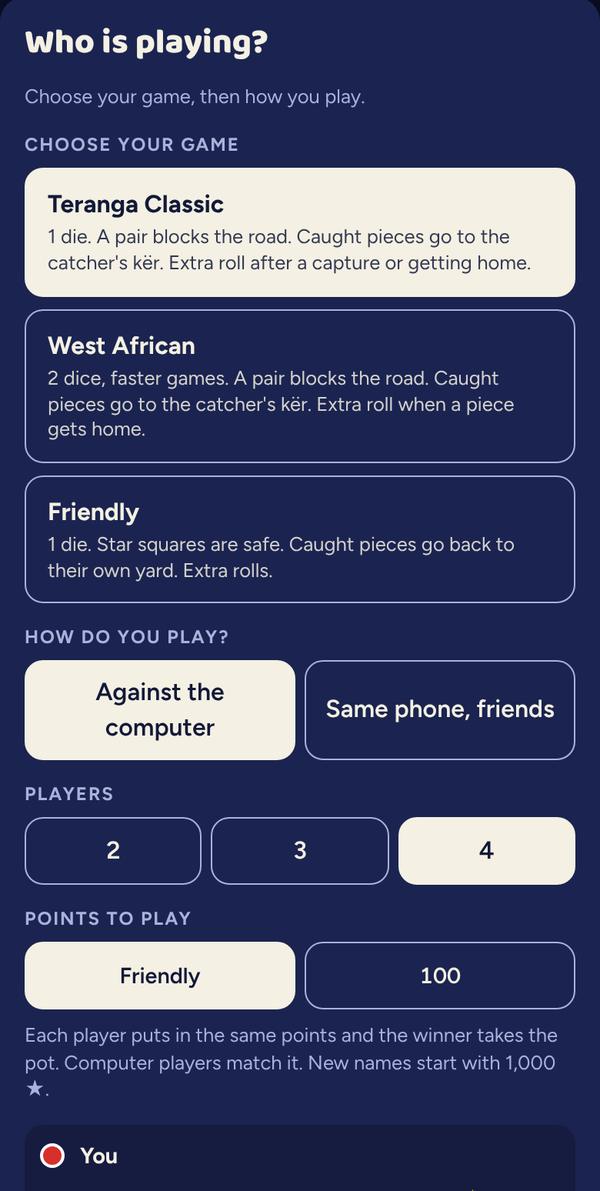 Who is playing?
Choose your game, then how you play.
CHOOSE YOUR GAME
Teranga Classic
1 die. A pair blocks the road. Caught pieces go to the
catcher's kër. Extra roll after a capture or getting home.
West African
2 dice, faster games. A pair blocks the road. Caught
pieces go to the catcher's kër. Extra roll when a piece
gets home.
Friendly
1 die. Star squares are safe. Caught pieces go back to
their own yard. Extra rolls.
HOW DO YOU PLAY?
Against the
computer
Same phone, friends
PLAYERS
2
3
4
POINTS TO PLAY
Friendly
100
Each player puts in the same points and the winner takes the
pot. Computer players match it. New names start with 1,000
★.
You